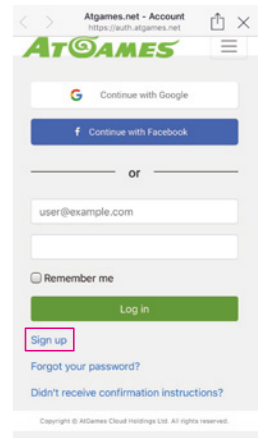 Atgames.net - Account
https://auth.atgames.net
ATGAMES
Continue with Google
f Continue with Facebook
or
user@example.com
Remember me
Log in
Sign up
Forgot your password?
Didn't receive confirmation instructions?
Copyright © AtGames Cloud Holdings Ltd. All rights reserved.